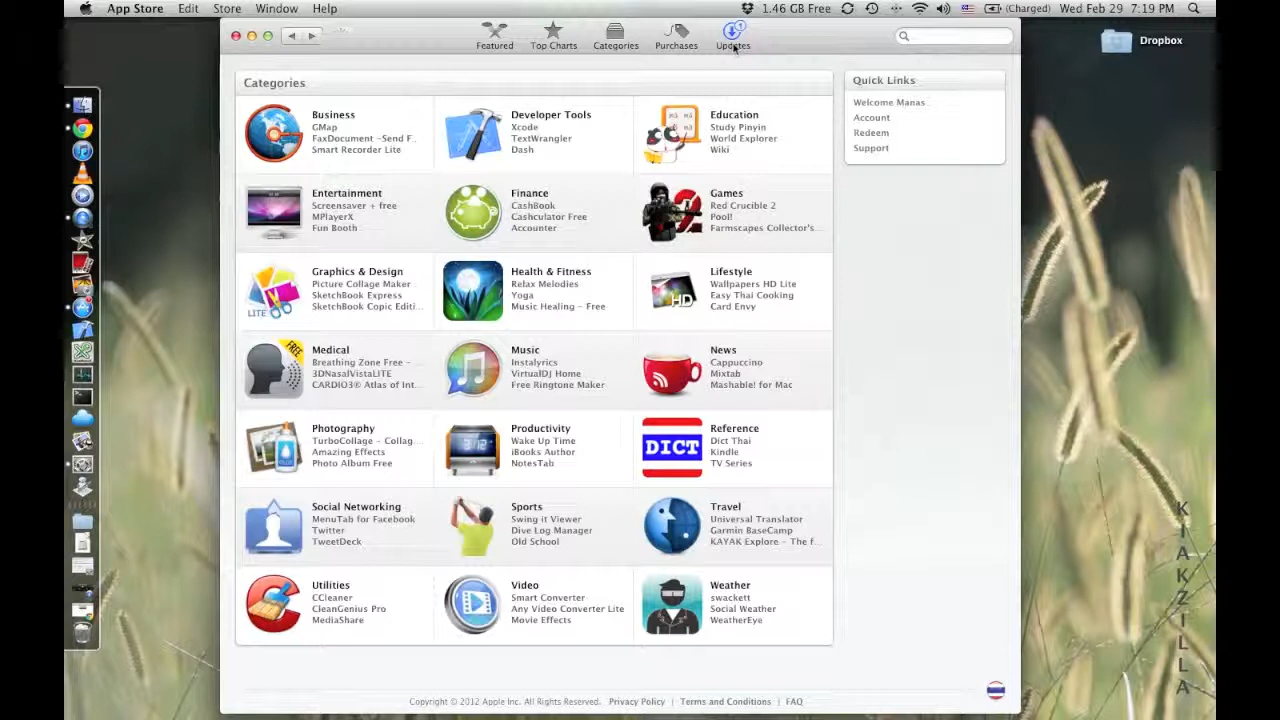 App Store Edit Store Window Help 1.46 GB Free (Charged) Wed Feb 29 7:19 PM
Dropbox
Featured Top Charts Categories Purchases Updates
1
Categories
Business
GMap
FaxDocument -Send F..
Smart Recorder Lite
Developer Tools
Xcode
TextWrangler
Dash
Education
Study Pinyin
World Explorer
Wiki
Entertainment
Screensaver + free
MPlayerX
Fun Booth
Finance
CashBook
Cashculator Free
Accounter
Games
Red Crucible 2
Pool!
Farmscapes Collector's...
2
Graphics & Design
Picture Collage Maker
SketchBook Express
SketchBook Copic Editi...
LITE
Health & Fitness
Relax Melodies
Yoga
Music Healing - Free
Lifestyle
Wallpapers HD Lite
Easy Thai Cooking
Card Envy
HD
Medical
Breathing Zone Free - ...
3DNasalVistaLITE
CARDIO3® Atlas of Int...
FREE
Music
Instalyrics
VirtualDJ Home
Free Ringtone Maker
News
Cappuccino
Mixtab
Mashable! for Mac
Photography
TurboCollage - Collag...
Amazing Effects
Photo Album Free
Productivity
Wake Up Time
iBooks Author
NotesTab
3:12
Reference
Dict Thai
Kindle
TV Series
DICT
Social Networking
MenuTab for Facebook
Twitter
TweetDeck
Sports
Swing it Viewer
Dive Log Manager
Old School
Travel
Universal Translator
Garmin BaseCamp
KAYAK Explore - The f...
Utilities
CCleaner
CleanGenius Pro
MediaShare
Video
Smart Converter
Any Video Converter Lite
Movie Effects
Weather
swackett
Social Weather
WeatherEye
Quick Links
Welcome Manas
Account
Redeem
Support
Copyright © 2012 Apple Inc. All Rights Reserved. Privacy Policy | Terms and Conditions | FAQ
KIAKZILLA